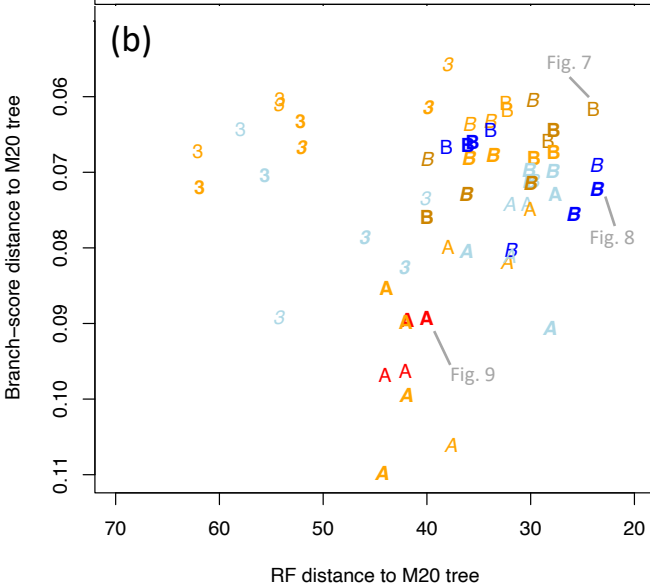 (b)
Fig. 7
Fig. 8
Fig. 9
0.06
0.07
0.08
0.09
0.10
0.11
Branch−score distance to M20 tree
70 60 50 40 30 20
RF distance to M20 tree